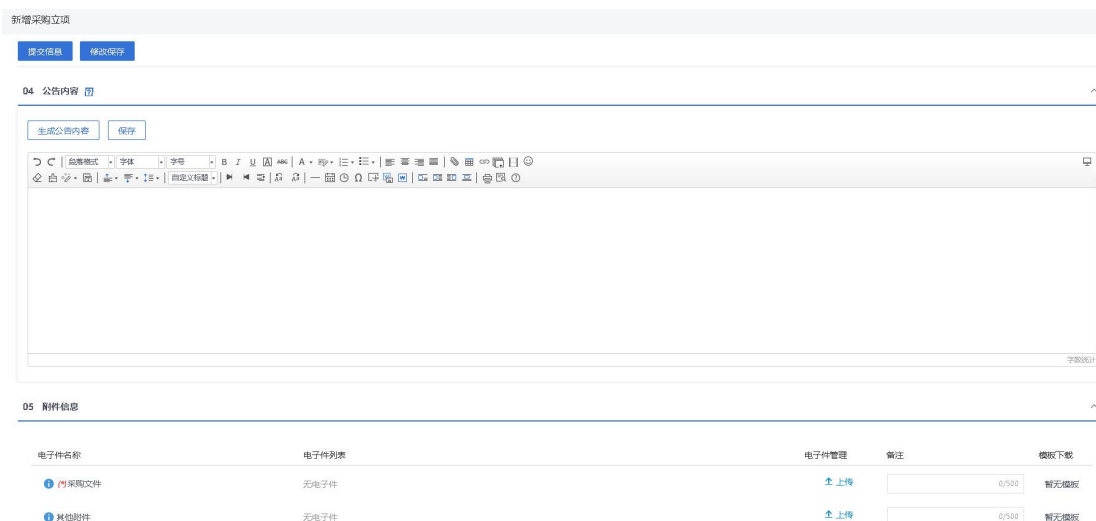 新增采购立项
提交信息 修改保存
04 公告内容
生成公告内容 保存
段落格式 字体 字号 B I U A ABC A
自定义标题
字数统计
05 附件信息
电子件名称 电子件列表 电子件管理 备注 模板下载
(*)采购文件 无电子件 上传 0/500 暂无模板
其他附件 无电子件 上传 0/500 暂无模板